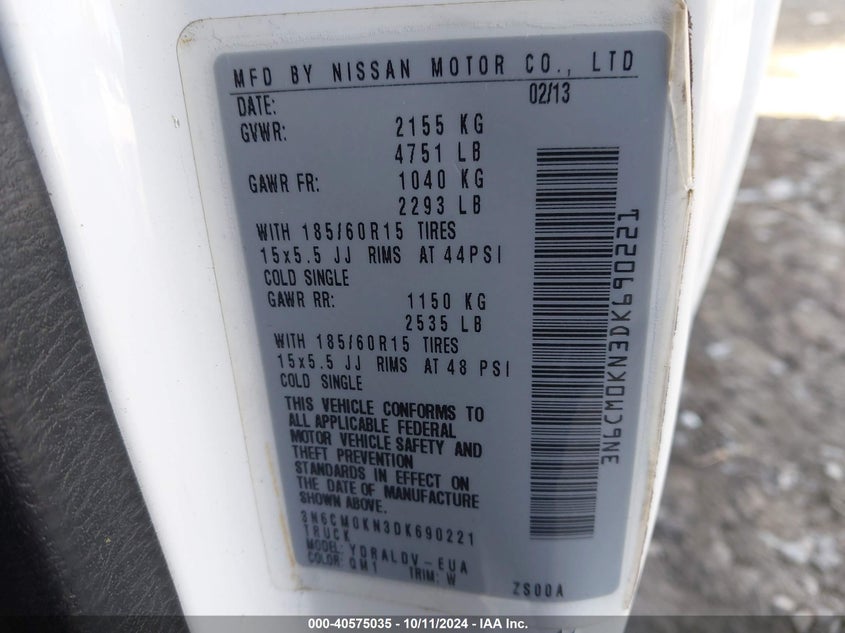 MFD BY NISSAN MOTOR CO., LTD
DATE: 02/13
GVWR: 2155 KG
4751 LB
GAWR FR: 1040 KG
2293 LB
WITH 185/60R15 TIRES
15x5.5 JJ RIMS AT 44PSI
COLD SINGLE
GAWR RR: 1150 KG
2535 LB
WITH 185/60R15 TIRES
15x5.5 JJ RIMS AT 48 PSI
COLD SINGLE
THIS VEHICLE CONFORMS TO
ALL APPLICABLE FEDERAL
MOTOR VEHICLE SAFETY AND
THEFT PREVENTION
STANDARDS IN EFFECT ON
THE DATE OF MANUFACTURE
SHOWN ABOVE.
3N6CM0KN3DK690221
TRUCK
MODEL: YDRALDV-EUA
COLOR: QM1 TRIM: W
ZS00A
3N6CM0KN3DK690221
000-40575035 - 10/11/2024 - IAAI.com